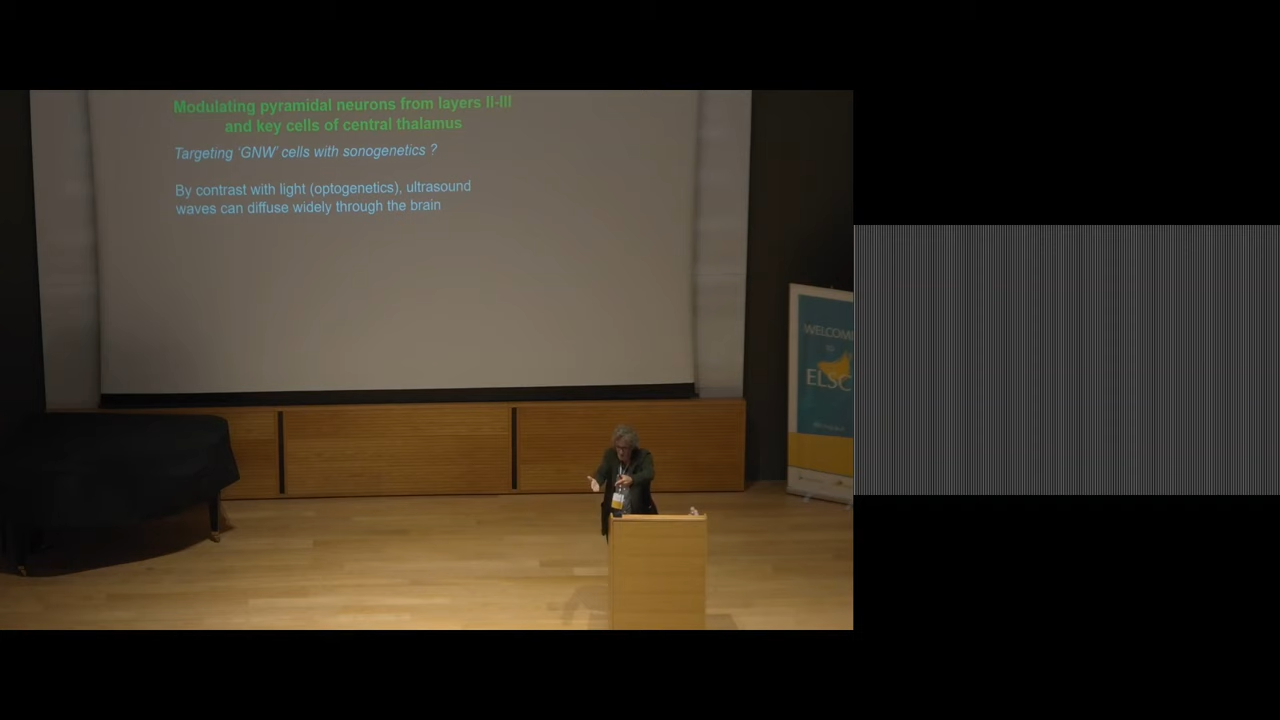 Modulating pyramidal neurons from layers II-III
and key cells of central thalamus
Targeting 'GNW' cells with sonogenetics ?
By contrast with light (optogenetics), ultrasound
waves can diffuse widely through the brain
WELCOME
ELSC